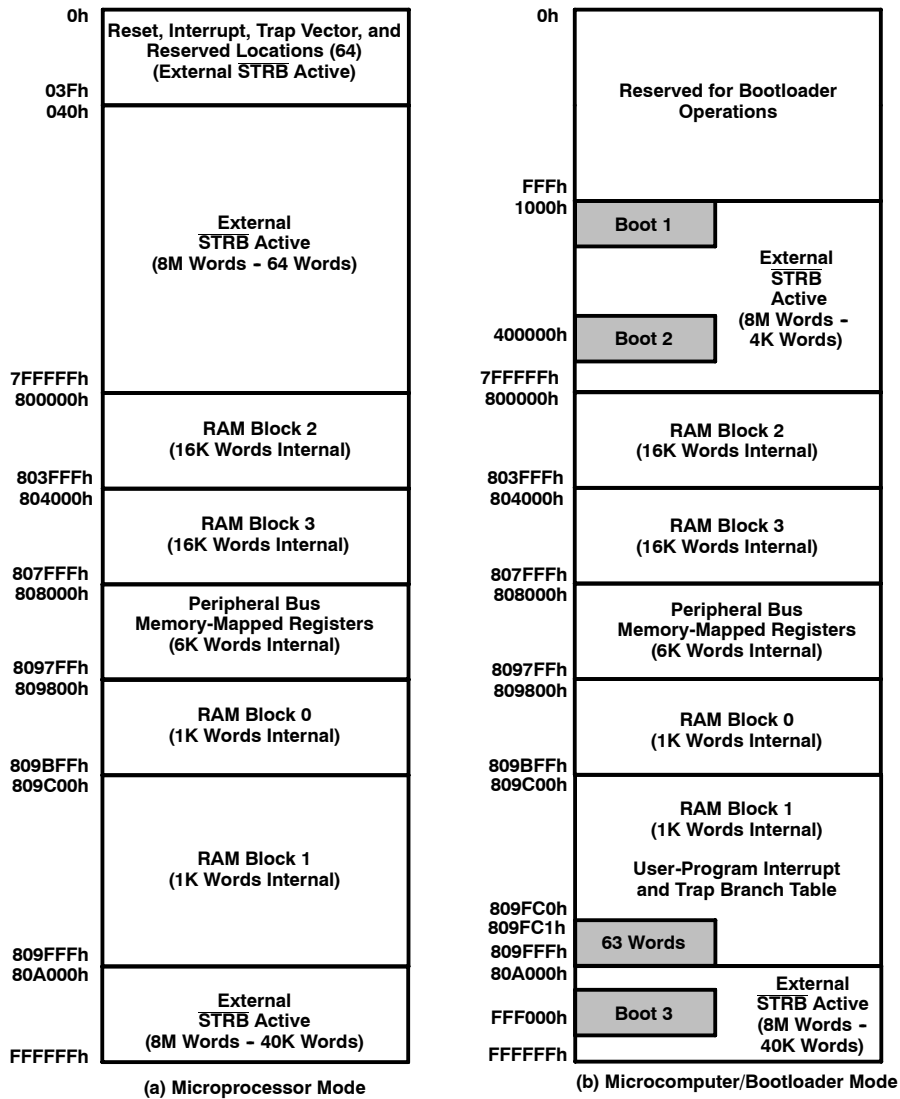 0h
Reset, Interrupt, Trap Vector, and
Reserved Locations (64)
(External STRB Active)
03Fh
040h
External
STRB Active
(8M Words - 64 Words)
7FFFFFh
800000h
RAM Block 2
(16K Words Internal)
803FFFh
804000h
RAM Block 3
(16K Words Internal)
807FFFh
808000h
Peripheral Bus
Memory-Mapped Registers
(6K Words Internal)
8097FFh
809800h
RAM Block 0
(1K Words Internal)
809BFFh
809C00h
RAM Block 1
(1K Words Internal)
809FFFh
80A000h
External
STRB Active
(8M Words - 40K Words)
FFFFFFh
(a) Microprocessor Mode
0h
Reserved for Bootloader
Operations
FFFh
1000h
Boot 1
External
STRB
Active
(8M Words -
4K Words)
400000h
Boot 2
7FFFFFh
800000h
RAM Block 2
(16K Words Internal)
803FFFh
804000h
RAM Block 3
(16K Words Internal)
807FFFh
808000h
Peripheral Bus
Memory-Mapped Registers
(6K Words Internal)
8097FFh
809800h
RAM Block 0
(1K Words Internal)
809BFFh
809C00h
RAM Block 1
(1K Words Internal)
User-Program Interrupt
and Trap Branch Table
809FC0h
809FC1h
63 Words
809FFFh
80A000h
External
STRB Active
(8M Words -
40K Words)
Boot 3
FFF000h
FFFFFFh
(b) Microcomputer/Bootloader Mode